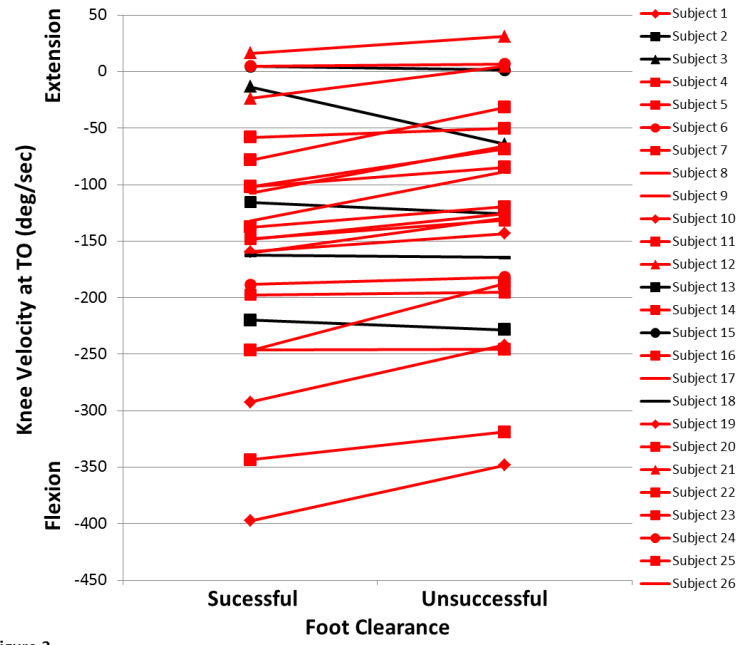 50
0
-50
-100
-150
-200
-250
-300
-350
-400
-450
Extension
Knee Velocity at TO (deg/sec)
Flexion
Sucessful Unsuccessful
Foot Clearance
Subject 1
Subject 2
Subject 3
Subject 4
Subject 5
Subject 6
Subject 7
Subject 8
Subject 9
Subject 10
Subject 11
Subject 12
Subject 13
Subject 14
Subject 15
Subject 16
Subject 17
Subject 18
Subject 19
Subject 20
Subject 21
Subject 22
Subject 23
Subject 24
Subject 25
Subject 26